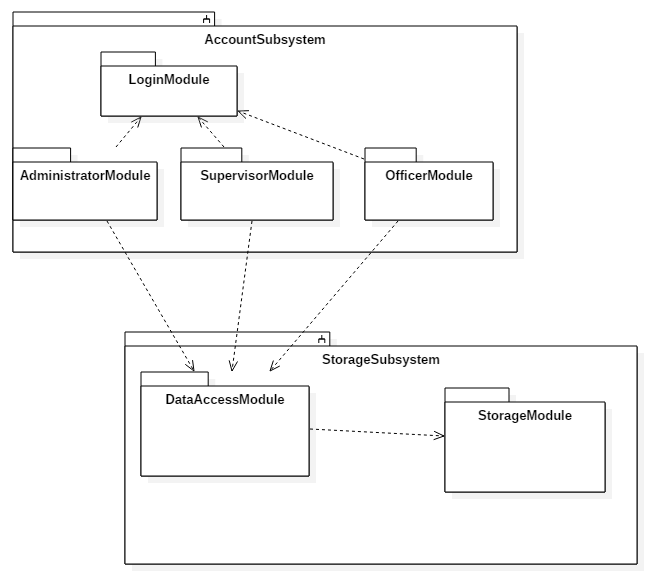 AccountSubsystem
LoginModule
AdministratorModule
SupervisorModule
OfficerModule
StorageSubsystem
DataAccessModule
StorageModule